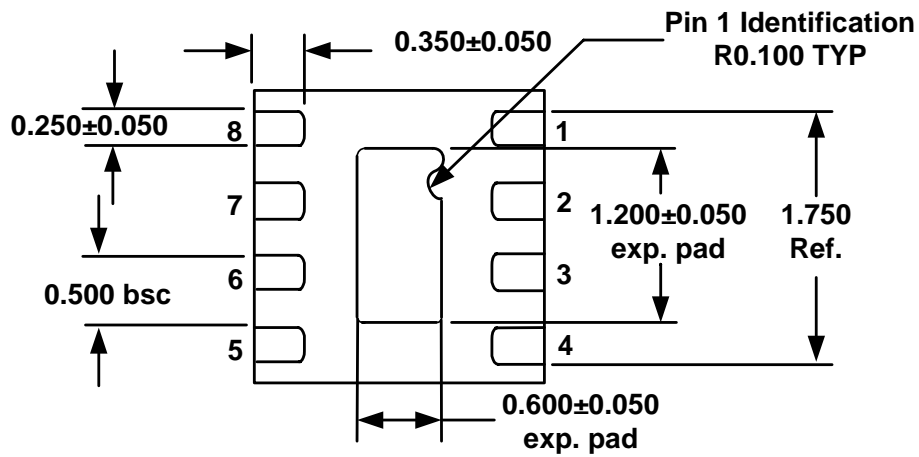 Pin 1 Identification
R0.100 TYP
0.350±0.050
0.250±0.050
8
1
7
2
1.200±0.050
exp. pad
1.750
Ref.
6
3
0.500 bsc
5
4
0.600±0.050
exp. pad